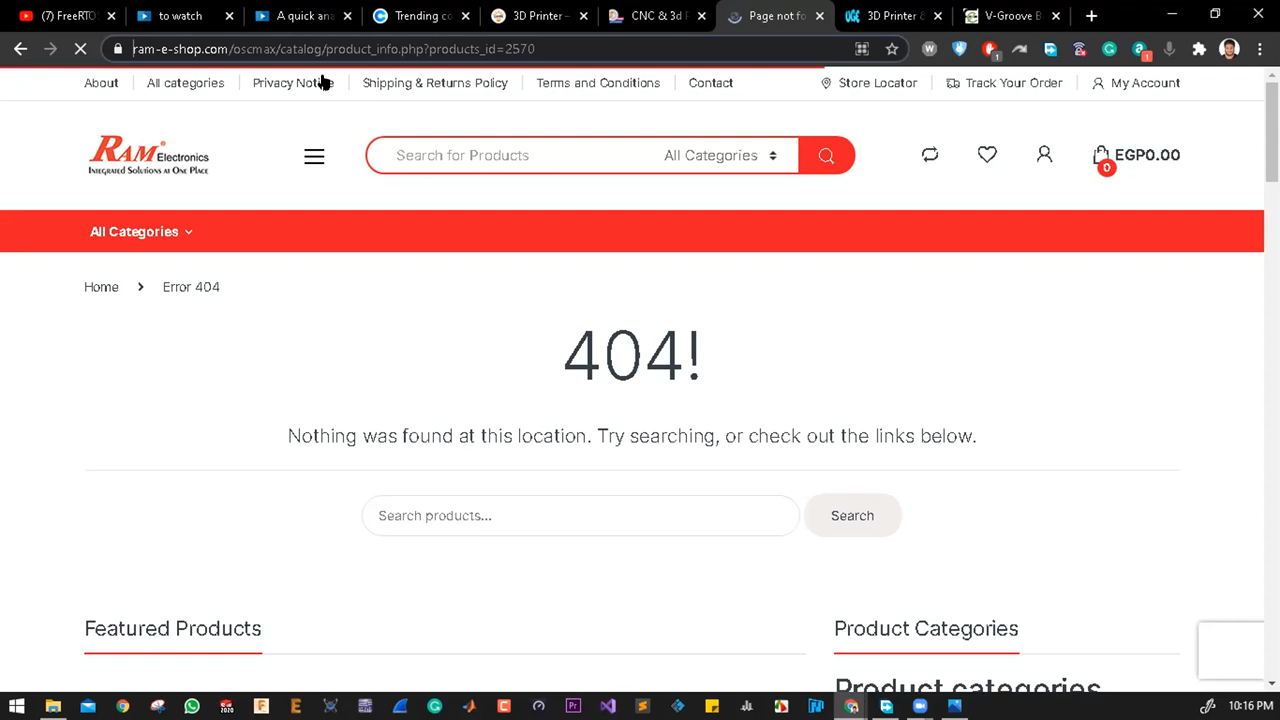 (7) FreeRTO
to watch
A quick ana
Trending co
3D Printer –
CNC & 3d P
Page not fo
3D Printer &
V-Groove B
ram-e-shop.com/oscmax/catalog/product_info.php?products_id=2570
About
All categories
Privacy Notice
Shipping & Returns Policy
Terms and Conditions
Contact
Store Locator
Track Your Order
My Account
RAM Electronics
INTEGRATED SOLUTIONS AT ONE PLACE
Search for Products
All Categories
0
EGP0.00
All Categories
Home
Error 404
404!
Nothing was found at this location. Try searching, or check out the links below.
Search products...
Search
Featured Products
Product Categories
Product categories
10:16 PM